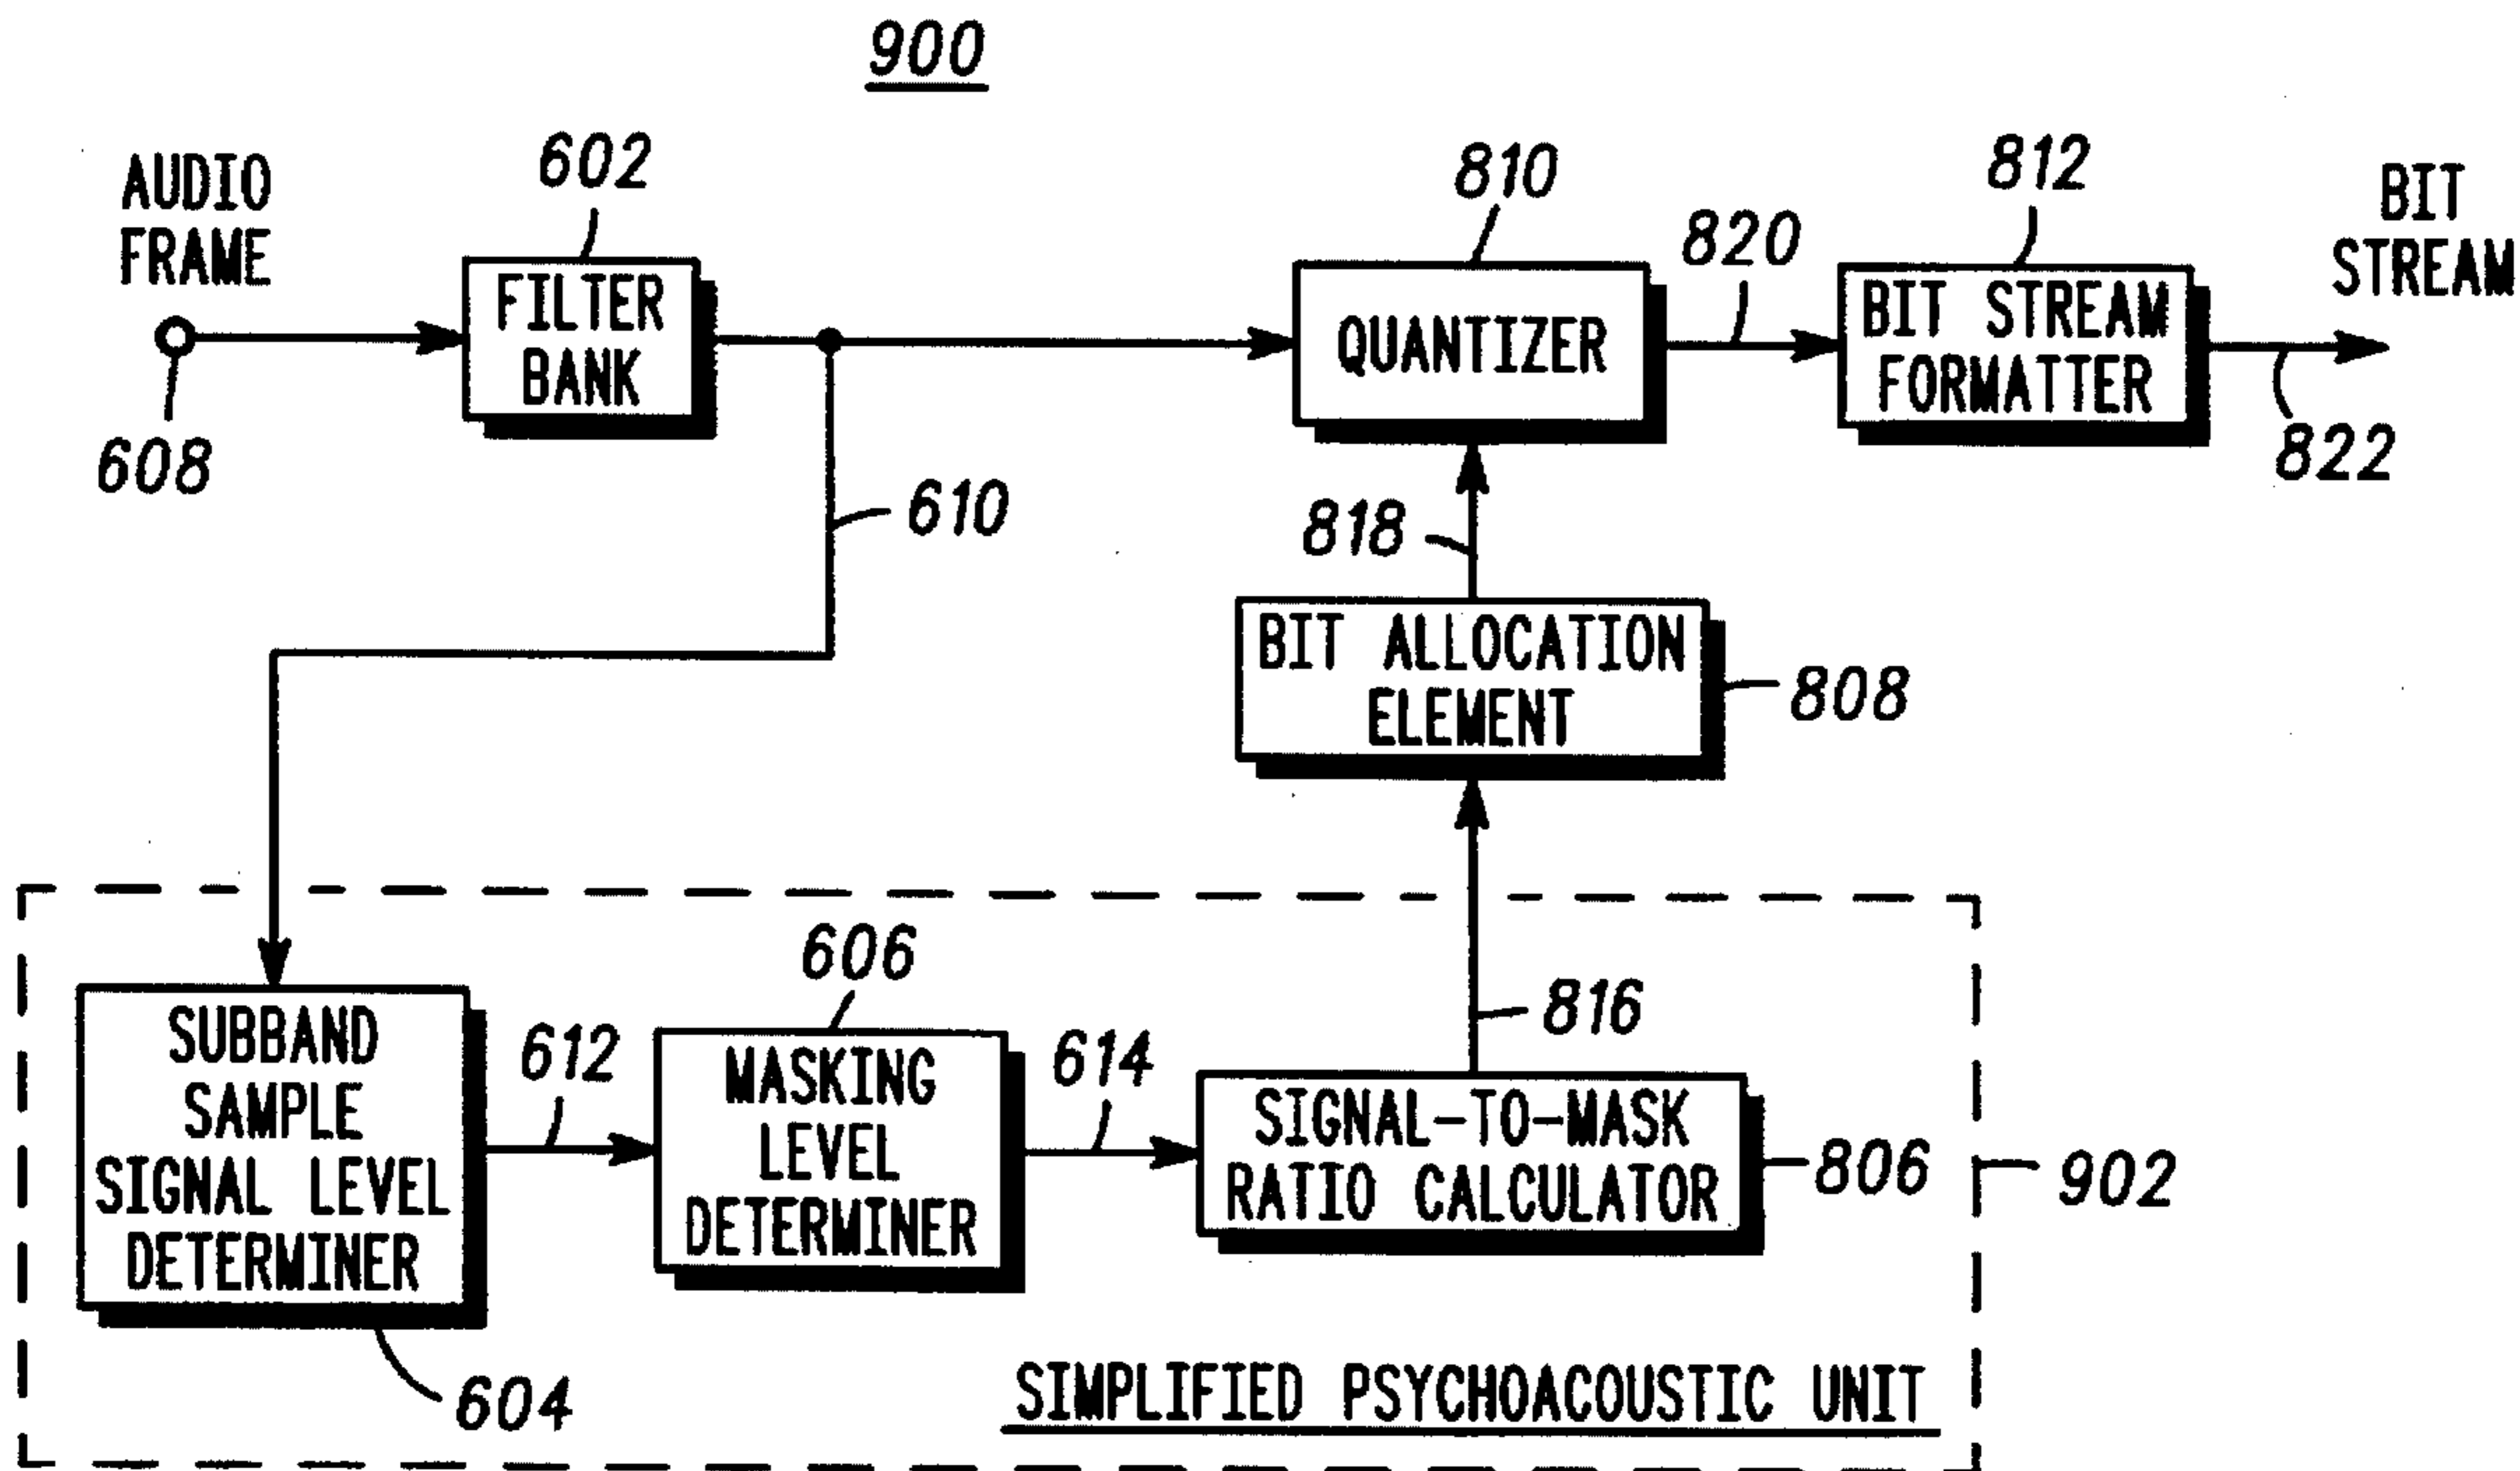 900
AUDIO
FRAME
602
810
820
812
BIT
STREAM
FILTER
BANK
QUANTIZER
BIT STREAM
FORMATTER
608
610
818
822
BIT ALLOCATION
ELEMENT
808
606
816
SUBBAND
SAMPLE
SIGNAL LEVEL
DETERMINER
612
MASKING
LEVEL
DETERMINER
614
SIGNAL-TO-MASK
RATIO CALCULATOR
806
902
604
SIMPLIFIED PSYCHOACOUSTIC UNIT